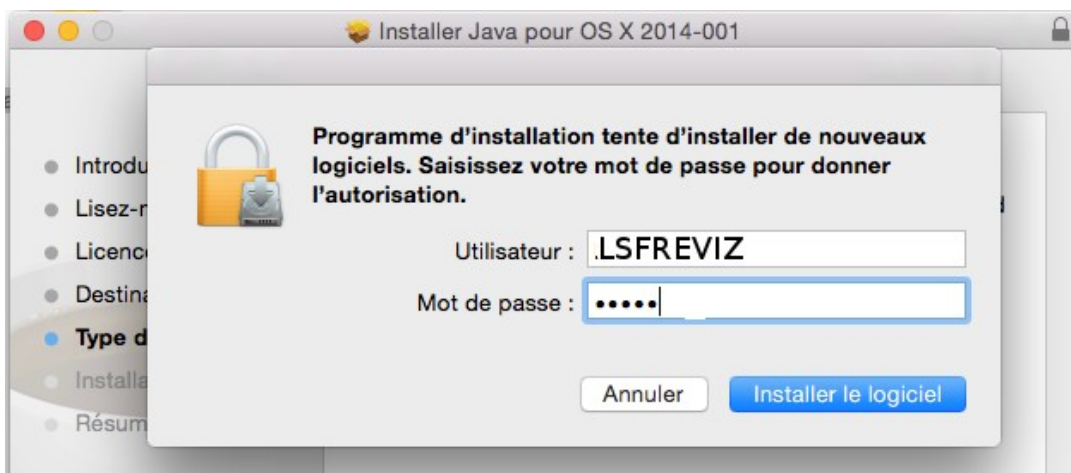 Installer Java pour OS X 2014-001
Programme d'installation tente d'installer de nouveaux
logiciels. Saisissez votre mot de passe pour donner
l'autorisation.
Utilisateur : .LSFREVIZ
Mot de passe : •••••
Annuler Installer le logiciel
Introdu
Lisez-
Licenc
Destina
Type d
Installa
Résum